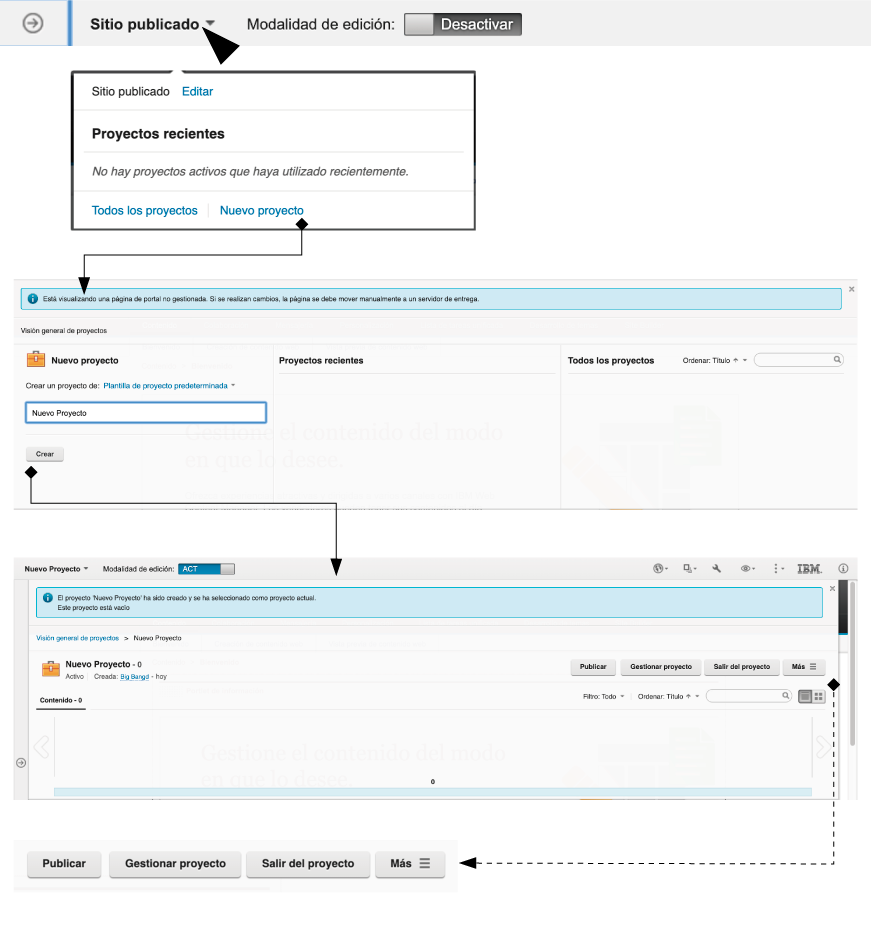 Sitio publicado Modalidad de edición: Desactivar
Sitio publicado Editar
Proyectos recientes
No hay proyectos activos que haya utilizado recientemente.
Todos los proyectos Nuevo proyecto
Está visualizando una página de portal no gestionada. Si se realizan cambios, la página se debe mover manualmente a un servidor de entrega.
Visión general de proyectos
Nuevo proyecto Proyectos recientes Todos los proyectos Ordenar: Título
Crear un proyecto de: Plantilla de proyecto predeterminada
Nuevo Proyecto
Gestione el contenido del modo
en que lo desee.
Crear
Nuevo Proyecto Modalidad de edición: ACT IBM.
El proyecto 'Nuevo Proyecto' ha sido creado y se ha seleccionado como proyecto actual.
Este proyecto está vacío
Visión general de proyectos > Nuevo Proyecto
Nuevo Proyecto - 0 Publicar Gestionar proyecto Salir del proyecto Más
Activo Creada: Big Bangd - hoy
Contenido - 0 Filtro: Todo Ordenar: Título
Gestione el contenido del modo
en que lo desee.
0
Publicar Gestionar proyecto Salir del proyecto Más